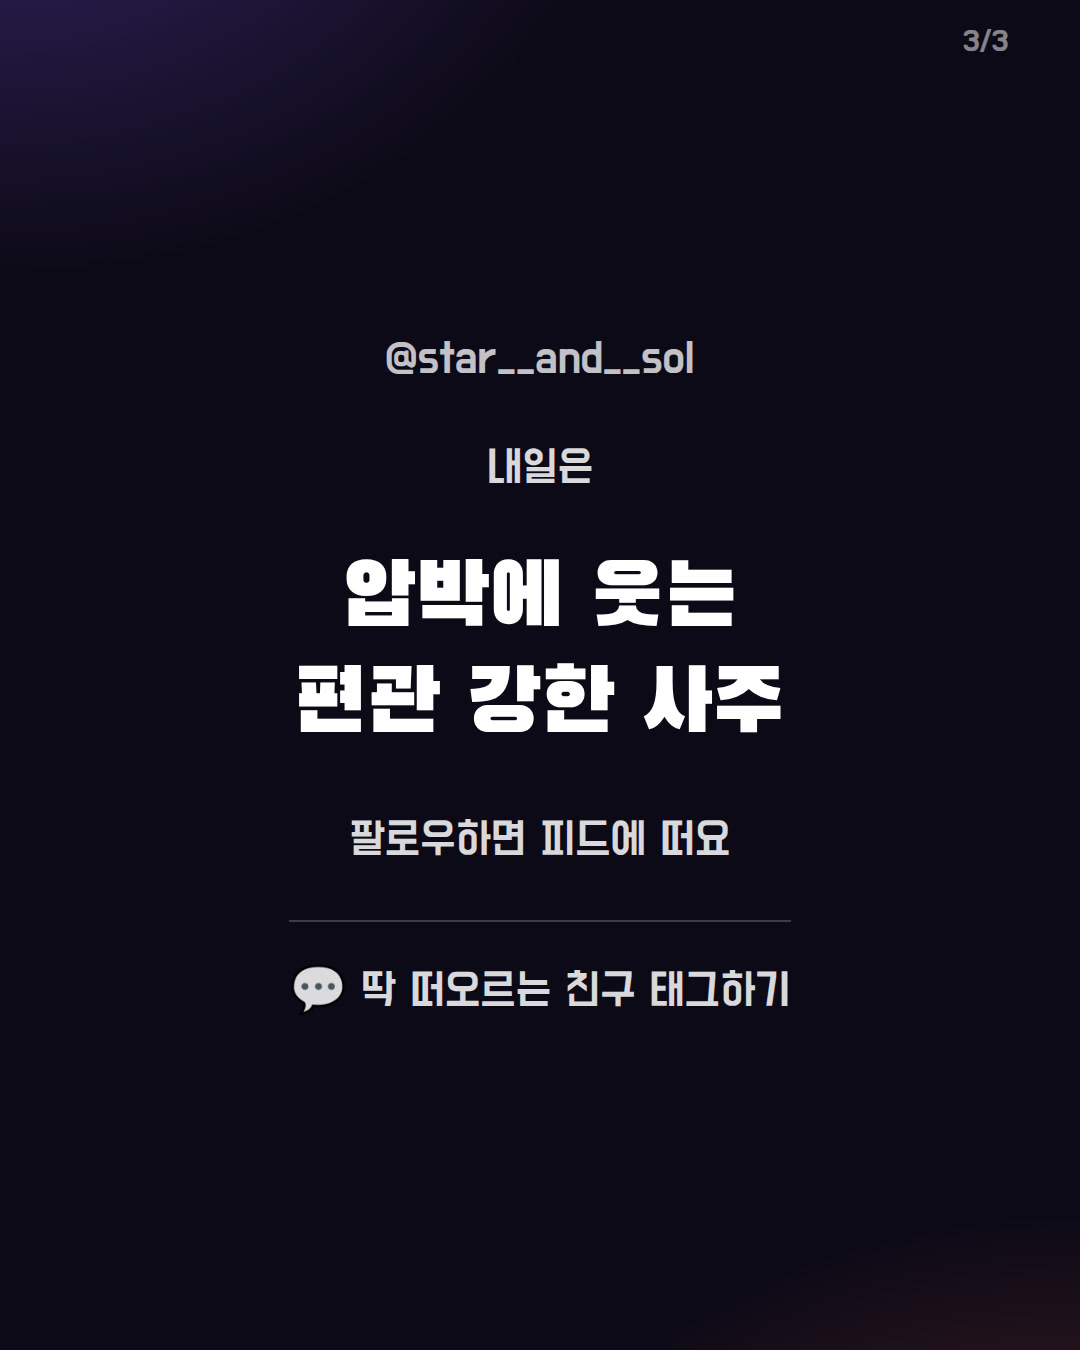 3/3
@star__and__sol
내일은
압박에 웃는
편관 강한 사주
팔로우하면 피드에 떠요
💬 딱 떠오르는 친구 태그하기